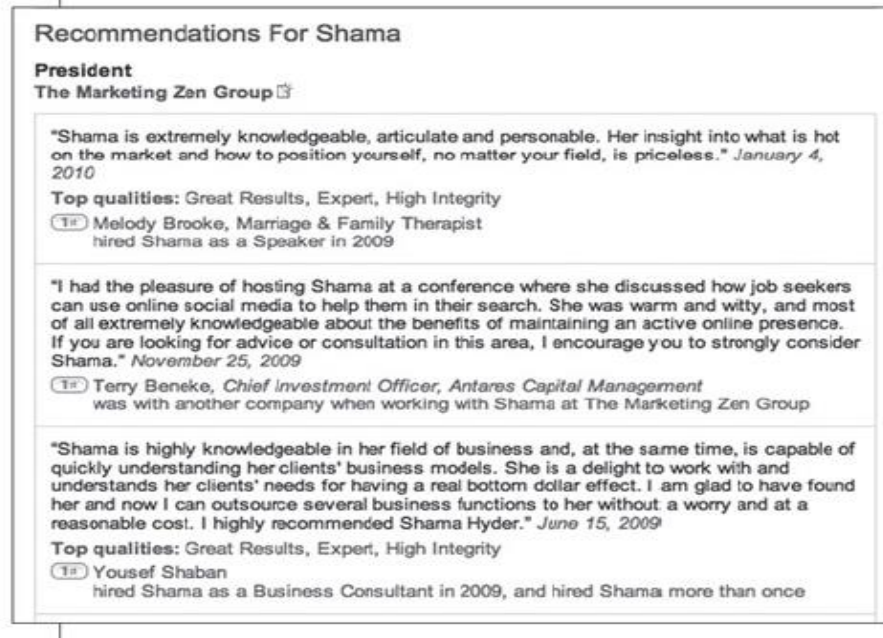 Recommendations For Shama
President
The Marketing Zen Group
"Shama is extremely knowledgeable, articulate and personable. Her insight into what is hot
on the market and how to position yourself, no matter your field, is priceless." January 4,
2010
Top qualities: Great Results, Expert, High Integrity
1st Melody Brooke, Marriage & Family Therapist
hired Shama as a Speaker in 2009
"I had the pleasure of hosting Shama at a conference where she discussed how job seekers
can use online social media to help them in their search. She was warm and witty, and most
of all extremely knowledgeable about the benefits of maintaining an active online presence.
If you are looking for advice or consultation in this area, I encourage you to strongly consider
Shama." November 25, 2009
1st Terry Beneke, Chief Investment Officer, Antares Capital Management
was with another company when working with Shama at The Marketing Zen Group
"Shama is highly knowledgeable in her field of business and, at the same time, is capable of
quickly understanding her clients' business models. She is a delight to work with and
understands her clients' needs for having a real bottom dollar effect. I am glad to have found
her and now I can outsource several business functions to her without a worry and at a
reasonable cost. I highly recommended Shama Hyder." June 15, 2009
Top qualities: Great Results, Expert, High Integrity
1st Yousef Shaban
hired Shama as a Business Consultant in 2009, and hired Shama more than once